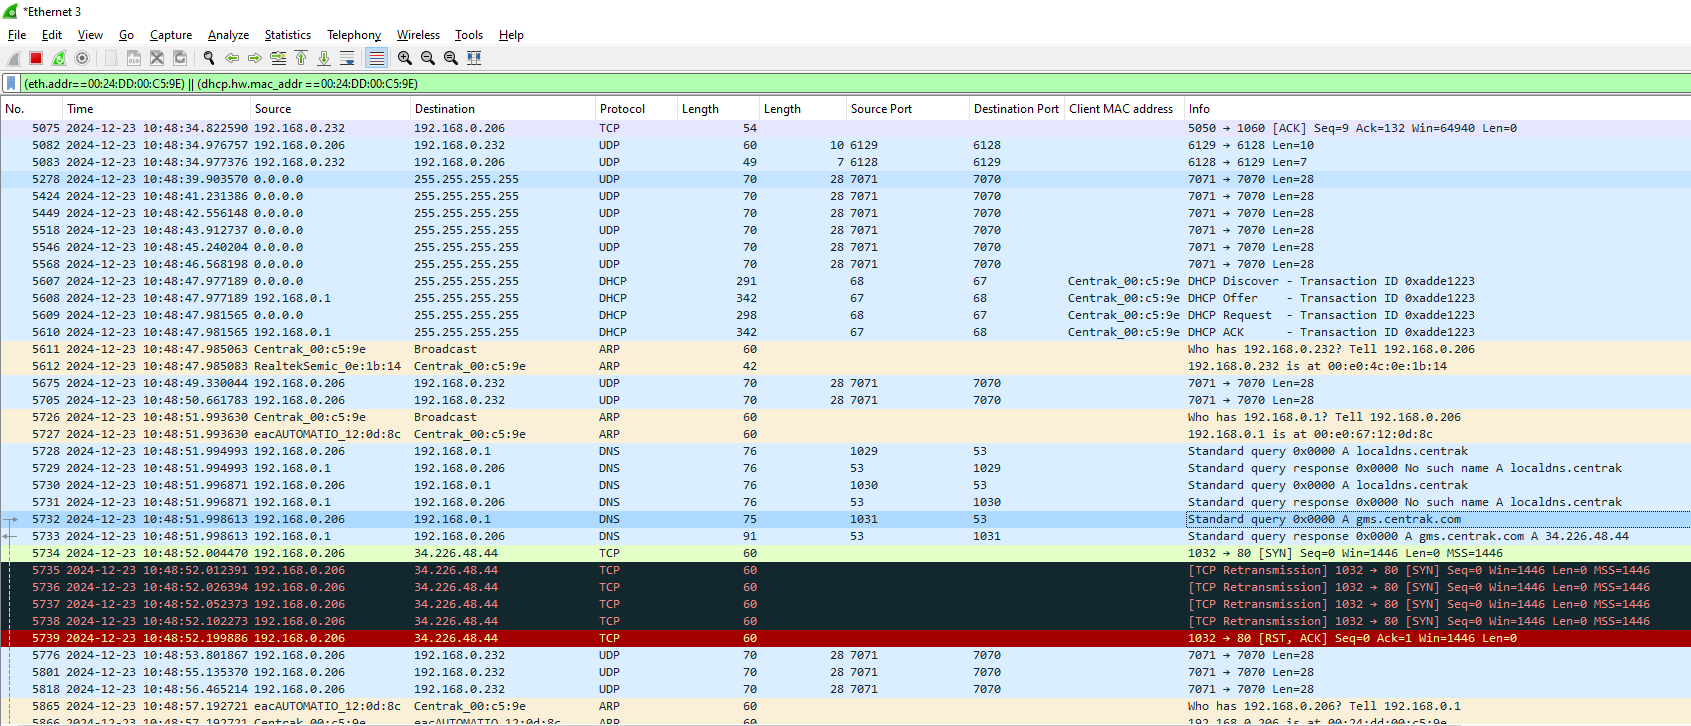 *Ethernet 3
File Edit View Go Capture Analyze Statistics Telephony Wireless Tools Help
(eth.addr==00:24:DD:00:C5:9E) || (dhcp.hw.mac_addr ==00:24:DD:00:C5:9E)
No. Time Source Destination Protocol Length Length Source Port Destination Port Client MAC address Info
5075 2024-12-23 10:48:34.822590 192.168.0.232 192.168.0.206 TCP 54 5050 → 1060 [ACK] Seq=9 Ack=132 Win=64940 Len=0
5082 2024-12-23 10:48:34.976757 192.168.0.206 192.168.0.232 UDP 60 10 6129 6128 6129 → 6128 Len=10
5083 2024-12-23 10:48:34.977376 192.168.0.232 192.168.0.206 UDP 49 7 6128 6129 6128 → 6129 Len=7
5278 2024-12-23 10:48:39.903570 0.0.0.0 255.255.255.255 UDP 70 28 7071 7070 7071 → 7070 Len=28
5424 2024-12-23 10:48:41.231386 0.0.0.0 255.255.255.255 UDP 70 28 7071 7070 7071 → 7070 Len=28
5449 2024-12-23 10:48:42.556148 0.0.0.0 255.255.255.255 UDP 70 28 7071 7070 7071 → 7070 Len=28
5518 2024-12-23 10:48:43.912737 0.0.0.0 255.255.255.255 UDP 70 28 7071 7070 7071 → 7070 Len=28
5546 2024-12-23 10:48:45.240204 0.0.0.0 255.255.255.255 UDP 70 28 7071 7070 7071 → 7070 Len=28
5568 2024-12-23 10:48:46.568198 0.0.0.0 255.255.255.255 UDP 70 28 7071 7070 7071 → 7070 Len=28
5607 2024-12-23 10:48:47.977189 0.0.0.0 255.255.255.255 DHCP 291 68 67 Centrak_00:c5:9e DHCP Discover - Transaction ID 0xadde1223
5608 2024-12-23 10:48:47.977189 192.168.0.1 255.255.255.255 DHCP 342 67 68 Centrak_00:c5:9e DHCP Offer - Transaction ID 0xadde1223
5609 2024-12-23 10:48:47.981565 0.0.0.0 255.255.255.255 DHCP 298 68 67 Centrak_00:c5:9e DHCP Request - Transaction ID 0xadde1223
5610 2024-12-23 10:48:47.981565 192.168.0.1 255.255.255.255 DHCP 342 67 68 Centrak_00:c5:9e DHCP ACK - Transaction ID 0xadde1223
5611 2024-12-23 10:48:47.985063 Centrak_00:c5:9e Broadcast ARP 60 Who has 192.168.0.232? Tell 192.168.0.206
5612 2024-12-23 10:48:47.985083 RealtekSemic_0e:1b:14 Centrak_00:c5:9e ARP 42 192.168.0.232 is at 00:e0:4c:0e:1b:14
5675 2024-12-23 10:48:49.330044 192.168.0.206 192.168.0.232 UDP 70 28 7071 7070 7071 → 7070 Len=28
5705 2024-12-23 10:48:50.661783 192.168.0.206 192.168.0.232 UDP 70 28 7071 7070 7071 → 7070 Len=28
5726 2024-12-23 10:48:51.993630 Centrak_00:c5:9e Broadcast ARP 60 Who has 192.168.0.1? Tell 192.168.0.206
5727 2024-12-23 10:48:51.993630 eacAUTOMATIO_12:0d:8c Centrak_00:c5:9e ARP 60 192.168.0.1 is at 00:e0:67:12:0d:8c
5728 2024-12-23 10:48:51.994993 192.168.0.206 192.168.0.1 DNS 76 1029 53 Standard query 0x0000 A localdns.centrak
5729 2024-12-23 10:48:51.994993 192.168.0.1 192.168.0.206 DNS 76 53 1029 Standard query response 0x0000 No such name A localdns.centrak
5730 2024-12-23 10:48:51.996871 192.168.0.206 192.168.0.1 DNS 76 1030 53 Standard query 0x0000 A localdns.centrak
5731 2024-12-23 10:48:51.996871 192.168.0.1 192.168.0.206 DNS 76 53 1030 Standard query response 0x0000 No such name A localdns.centrak
5732 2024-12-23 10:48:51.998613 192.168.0.206 192.168.0.1 DNS 75 1031 53 Standard query 0x0000 A gms.centrak.com
5733 2024-12-23 10:48:51.998613 192.168.0.1 192.168.0.206 DNS 91 53 1031 Standard query response 0x0000 A gms.centrak.com A 34.226.48.44
5734 2024-12-23 10:48:52.004470 192.168.0.206 34.226.48.44 TCP 60 1032 → 80 [SYN] Seq=0 Win=1446 Len=0 MSS=1446
5735 2024-12-23 10:48:52.012391 192.168.0.206 34.226.48.44 TCP 60 [TCP Retransmission] 1032 → 80 [SYN] Seq=0 Win=1446 Len=0 MSS=1446
5736 2024-12-23 10:48:52.026394 192.168.0.206 34.226.48.44 TCP 60 [TCP Retransmission] 1032 → 80 [SYN] Seq=0 Win=1446 Len=0 MSS=1446
5737 2024-12-23 10:48:52.052373 192.168.0.206 34.226.48.44 TCP 60 [TCP Retransmission] 1032 → 80 [SYN] Seq=0 Win=1446 Len=0 MSS=1446
5738 2024-12-23 10:48:52.102273 192.168.0.206 34.226.48.44 TCP 60 [TCP Retransmission] 1032 → 80 [SYN] Seq=0 Win=1446 Len=0 MSS=1446
5739 2024-12-23 10:48:52.199886 192.168.0.206 34.226.48.44 TCP 60 1032 → 80 [RST, ACK] Seq=0 Ack=1 Win=1446 Len=0
5776 2024-12-23 10:48:53.801867 192.168.0.206 192.168.0.232 UDP 70 28 7071 7070 7071 → 7070 Len=28
5801 2024-12-23 10:48:55.135370 192.168.0.206 192.168.0.232 UDP 70 28 7071 7070 7071 → 7070 Len=28
5818 2024-12-23 10:48:56.465214 192.168.0.206 192.168.0.232 UDP 70 28 7071 7070 7071 → 7070 Len=28
5865 2024-12-23 10:48:57.192721 eacAUTOMATIO_12:0d:8c Centrak_00:c5:9e ARP 60 Who has 192.168.0.206? Tell 192.168.0.1
5866 2024-12-23 10:48:57.192721 Centrak_00:c5:9e eacAUTOMATIO_12:0d:8c ARP 60 192.168.0.206 is at 00:24:dd:00:c5:9e